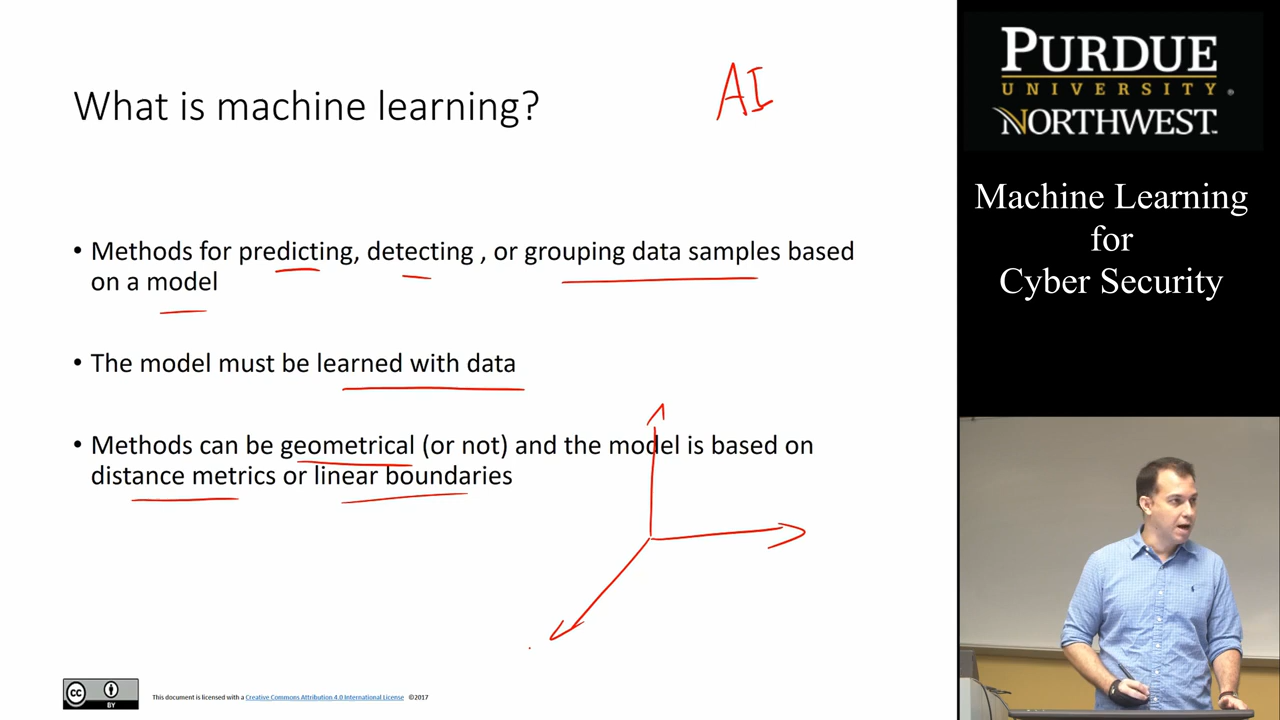 What is machine learning?
AI
• Methods for predicting, detecting , or grouping data samples based
on a model
• The model must be learned with data
• Methods can be geometrical (or not) and the model is based on
distance metrics or linear boundaries
cc
BY
This document is licensed with a Creative Commons Attribution 4.0 International License ©2017
PURDUE
UNIVERSITY®
NORTHWEST™
Machine Learning
for
Cyber Security